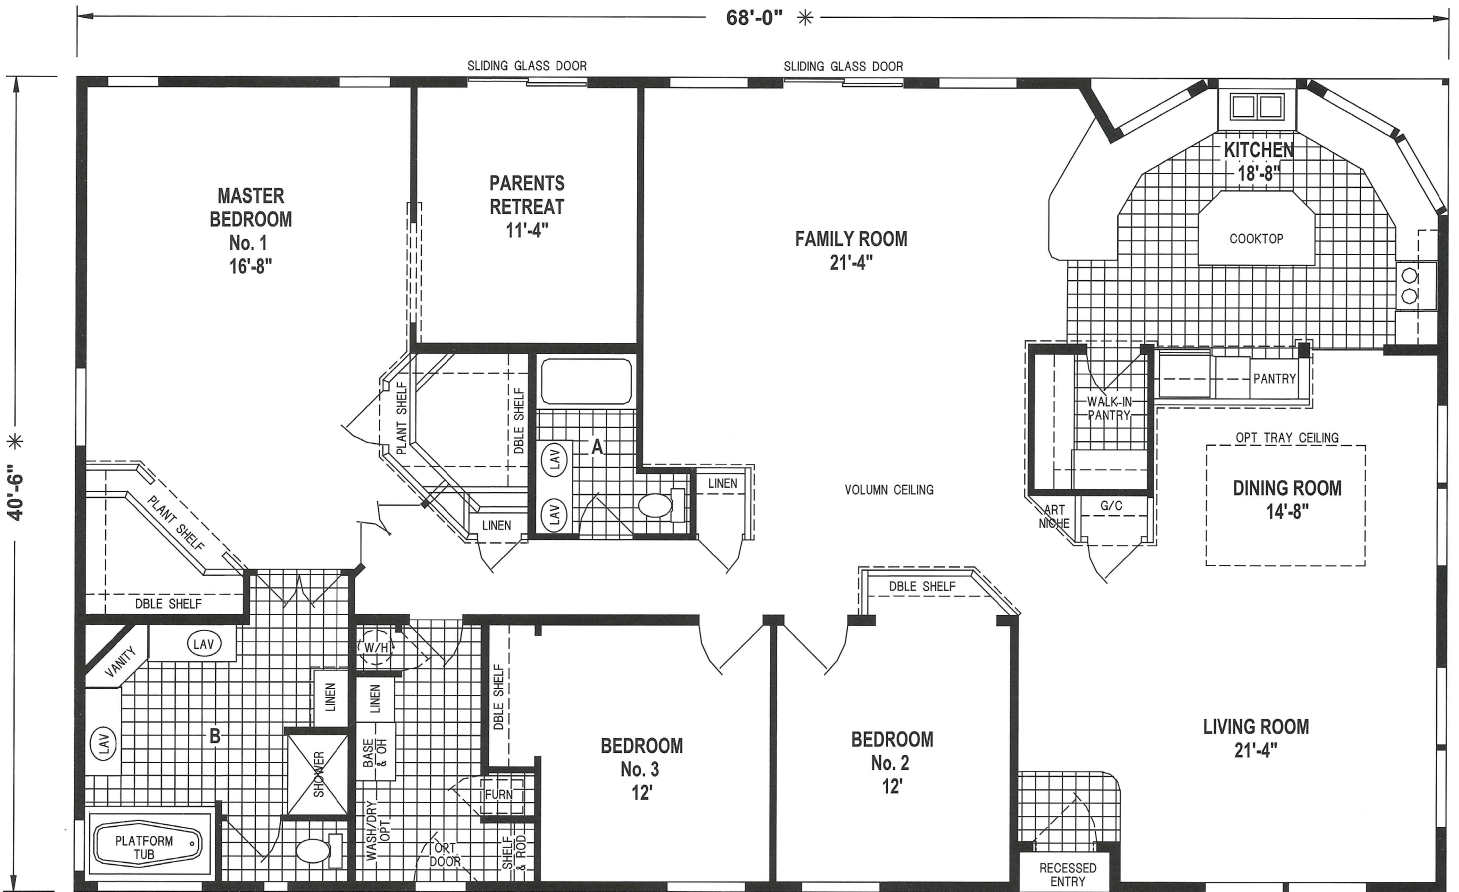 68'-0" ✳
SLIDING GLASS DOOR
SLIDING GLASS DOOR
40'-6" ✳
MASTER
BEDROOM
No. 1
16'-8"
PARENTS
RETREAT
11'-4"
FAMILY ROOM
21'-4"
KITCHEN
18'-8"
COOKTOP
PANTRY
WALK-IN
PANTRY
OPT TRAY CEILING
DINING ROOM
14'-8"
PLANT SHELF
DBLE SHELF
A
LAV
LAV
LINEN
LINEN
VOLUMN CEILING
ART
NICHE
G/C
PLANT SHELF
DBLE SHELF
DBLE SHELF
VANITY
LAV
LAV
B
LINEN
SHOWER
PLATFORM
TUB
W/H
LINEN
BASE
& OH
WASH/DRY
OPT
OPT
DOOR
FURN
SHELF
& ROD
DBLE SHELF
BEDROOM
No. 3
12'
BEDROOM
No. 2
12'
LIVING ROOM
21'-4"
RECESSED
ENTRY